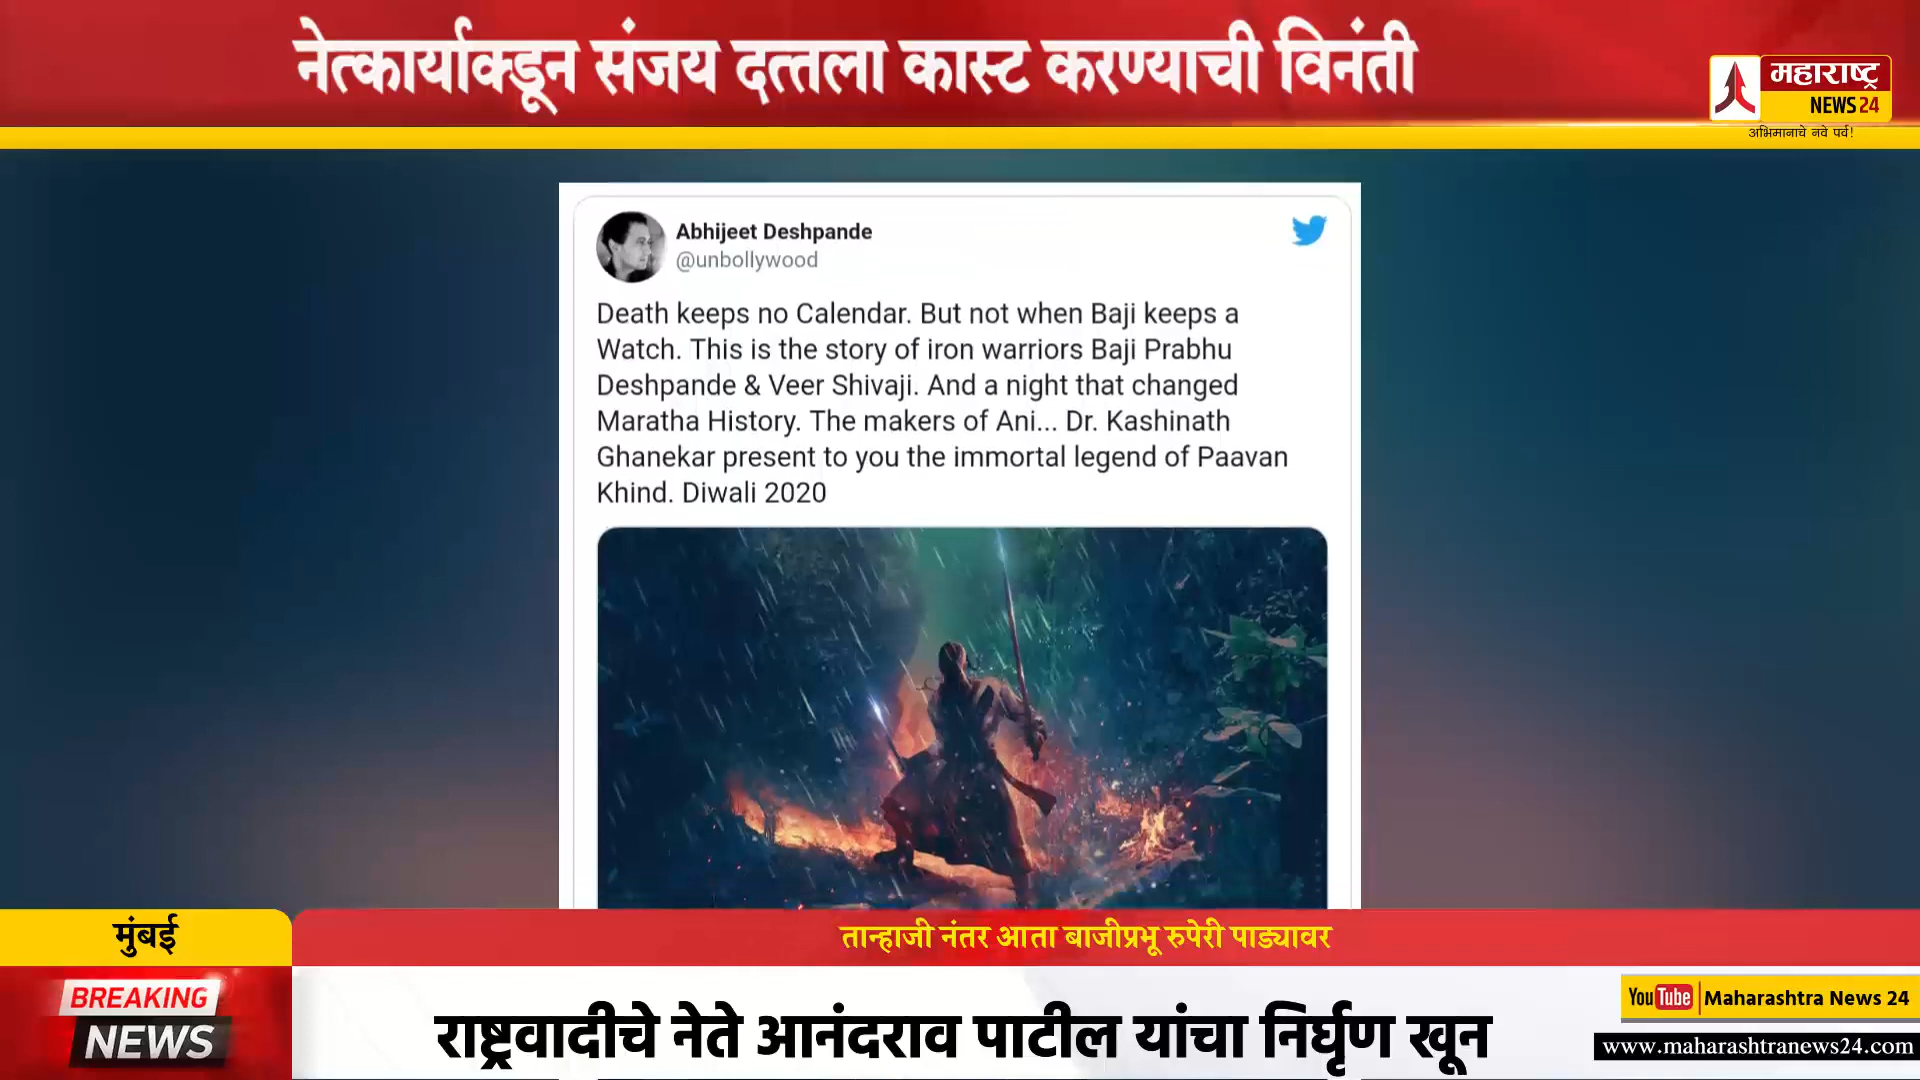 नेत्कार्याकडून संजय दत्तला कास्ट करण्याची विनंती
महाराष्ट्र
NEWS 24
अभिमानाचे नवे पर्व!
Abhijeet Deshpande
@unbollywood
Death keeps no Calendar. But not when Baji keeps a
Watch. This is the story of iron warriors Baji Prabhu
Deshpande & Veer Shivaji. And a night that changed
Maratha History. The makers of Ani... Dr. Kashinath
Ghanekar present to you the immortal legend of Paavan
Khind. Diwali 2020
मुंबई
तान्हाजी नंतर आता बाजीप्रभू रुपेरी पाड्यावर
BREAKING
NEWS
राष्ट्रवादीचे नेते आनंदराव पाटील यांचा निर्घृण खून
YouTube Maharashtra News 24
www.maharashtranews24.com